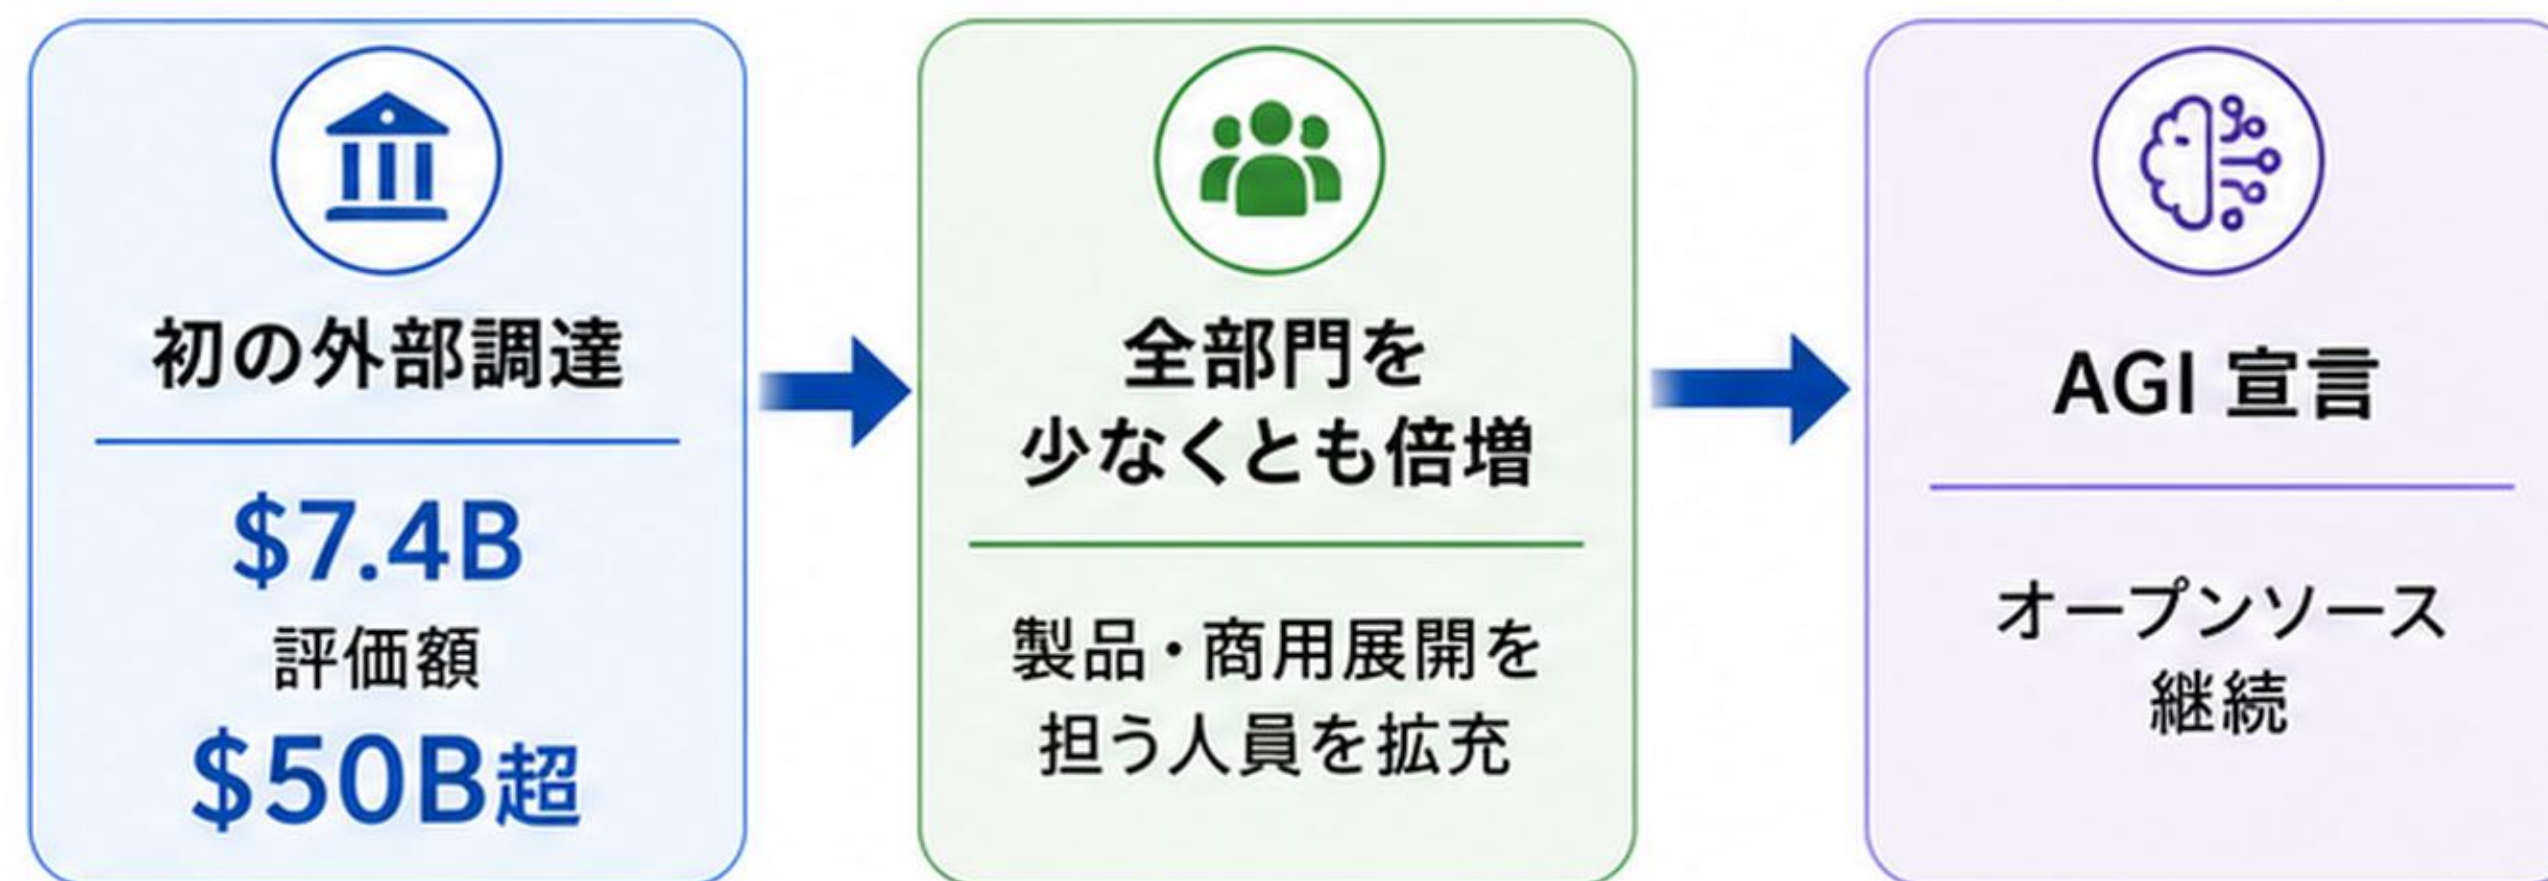 初の外部調達
$7.4B
評価額
$50B超
全部門を
少なくとも倍増
製品・商用展開を
担う人員を拡充
AGI 宣言
オープンソース
継続